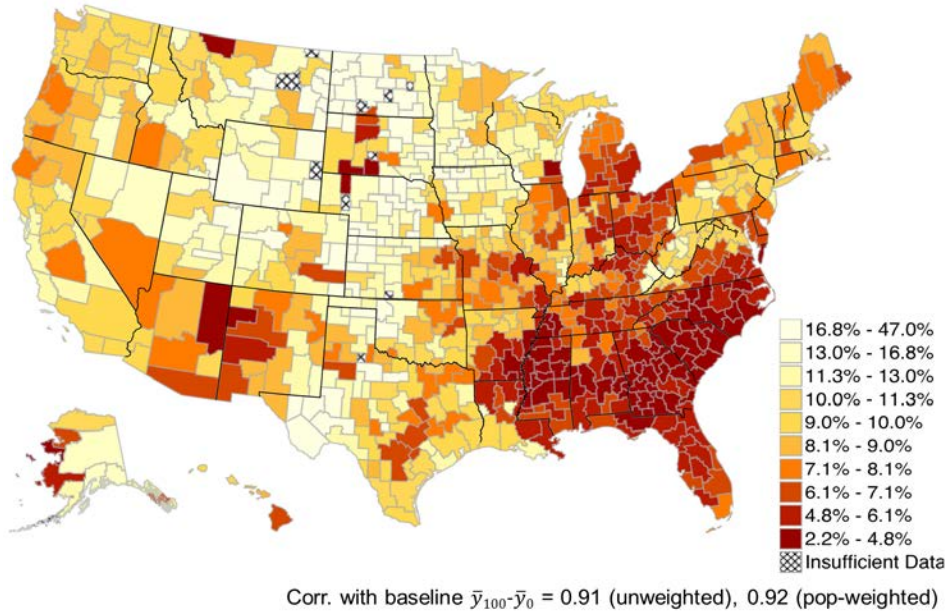 16.8% - 47.0%
13.0% - 16.8%
11.3% - 13.0%
10.0% - 11.3%
9.0% - 10.0%
8.1% - 9.0%
7.1% - 8.1%
6.1% - 7.1%
4.8% - 6.1%
2.2% - 4.8%
Insufficient Data
Corr. with baseline ȳ₁₀₀-ȳ₀ = 0.91 (unweighted), 0.92 (pop-weighted)